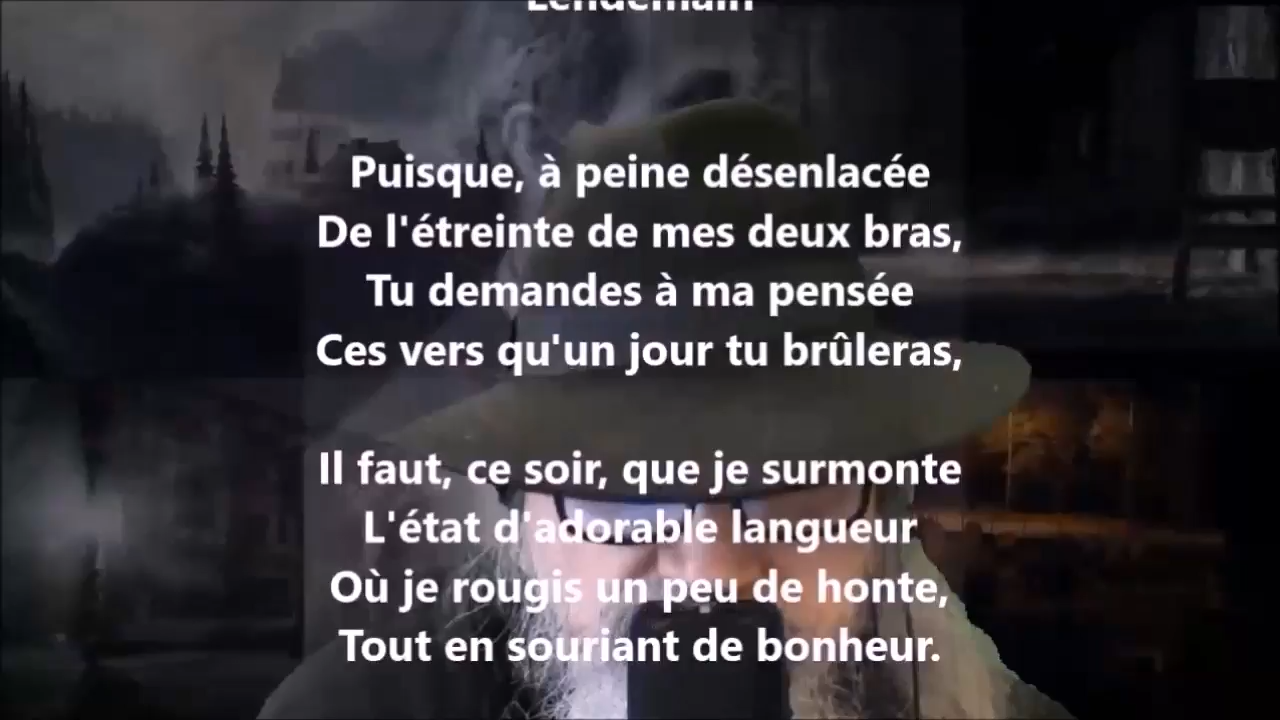 Lendemain
Puisque, à peine désenlacée
De l'étreinte de mes deux bras,
Tu demandes à ma pensée
Ces vers qu'un jour tu brûleras,
Il faut, ce soir, que je surmonte
L'état d'adorable langueur
Où je rougis un peu de honte,
Tout en souriant de bonheur.